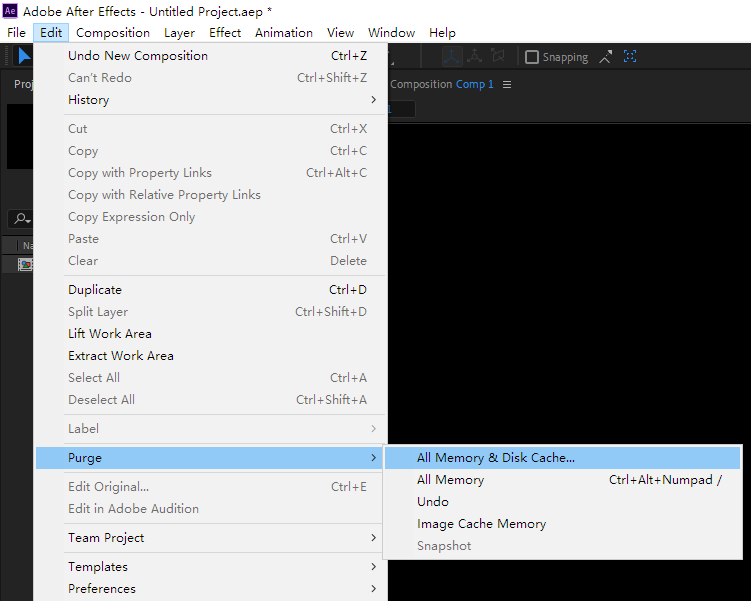 Ae Adobe After Effects - Untitled Project.aep *
File Edit Composition Layer Effect Animation View Window Help
Snapping
Composition Comp 1
Undo New Composition Ctrl+Z
Can't Redo Ctrl+Shift+Z
History
Cut Ctrl+X
Copy Ctrl+C
Copy with Property Links Ctrl+Alt+C
Copy with Relative Property Links
Copy Expression Only
Paste Ctrl+V
Clear Delete
Duplicate Ctrl+D
Split Layer Ctrl+Shift+D
Lift Work Area
Extract Work Area
Select All Ctrl+A
Deselect All Ctrl+Shift+A
Label
Purge
All Memory & Disk Cache...
All Memory Ctrl+Alt+Numpad /
Undo
Image Cache Memory
Snapshot
Edit Original... Ctrl+E
Edit in Adobe Audition
Team Project
Templates
Preferences